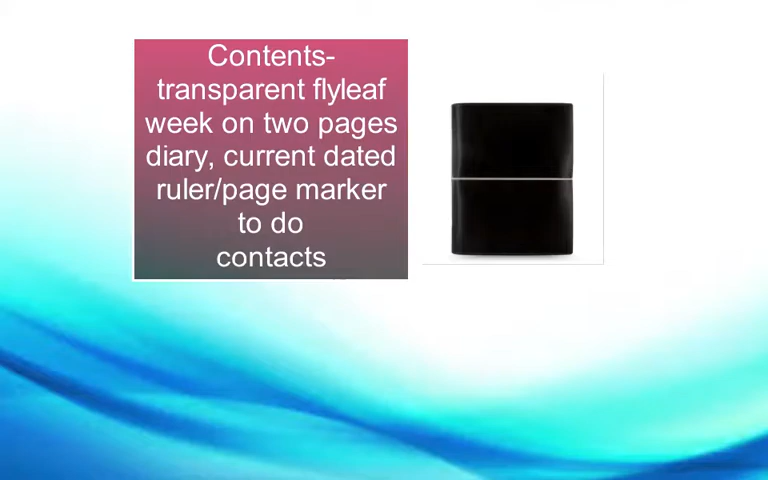 Contents-
transparent flyleaf
week on two pages
diary, current dated
ruler/page marker
to do
contacts